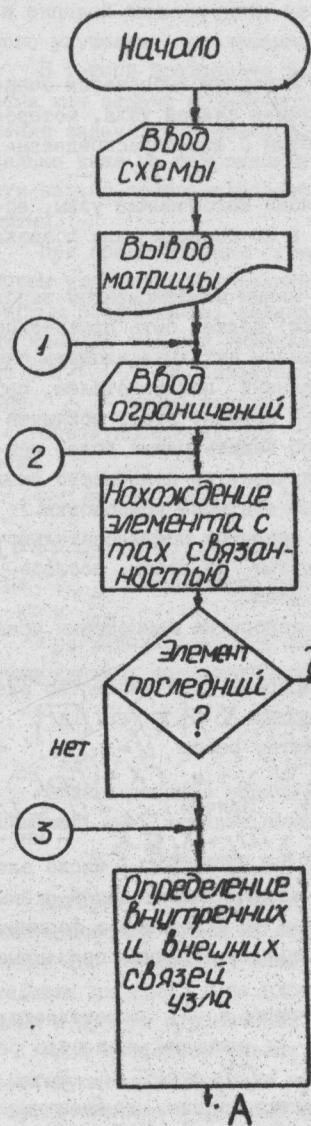 Начало
Ввод
схемы
Вывод
матрицы
1
Ввод
ограничений
2
Нахождение
элемента с
max связан-
ностью
Элемент
последний
?
нет
3
Определение
внутренних
и внешних
связей
узла
А